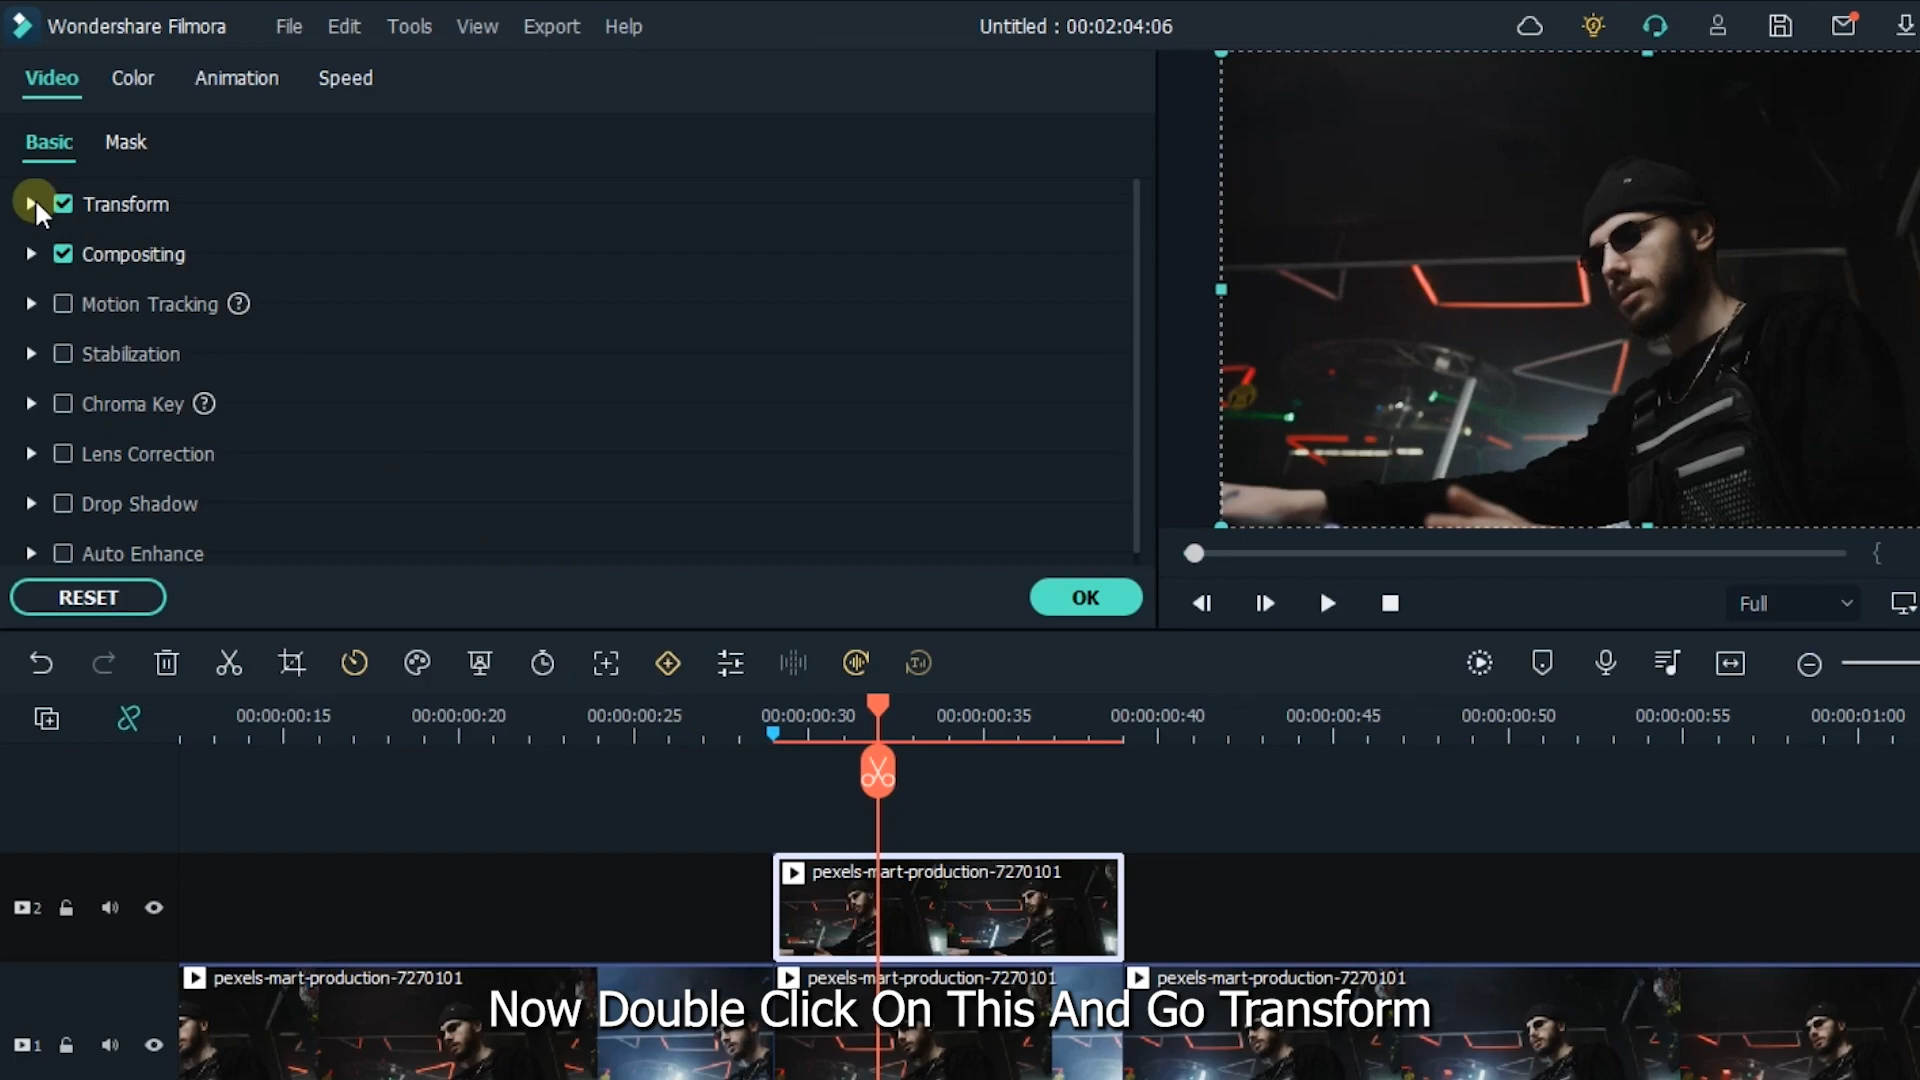 Wondershare Filmora File Edit Tools View Export Help Untitled : 00:02:04:06
Video Color Animation Speed
Basic Mask
Transform
Compositing
Motion Tracking ?
Stabilization
Chroma Key ?
Lens Correction
Drop Shadow
Auto Enhance
RESET OK
{
Full
00:00:00:15 00:00:00:20 00:00:00:25 00:00:00:30 00:00:00:35 00:00:00:40 00:00:00:45 00:00:00:50 00:00:00:55 00:00:01:00
pexels-mart-production-7270101
2
pexels-mart-production-7270101 pexels-mart-production-7270101 pexels-mart-production-7270101
Now Double Click On This And Go Transform
1